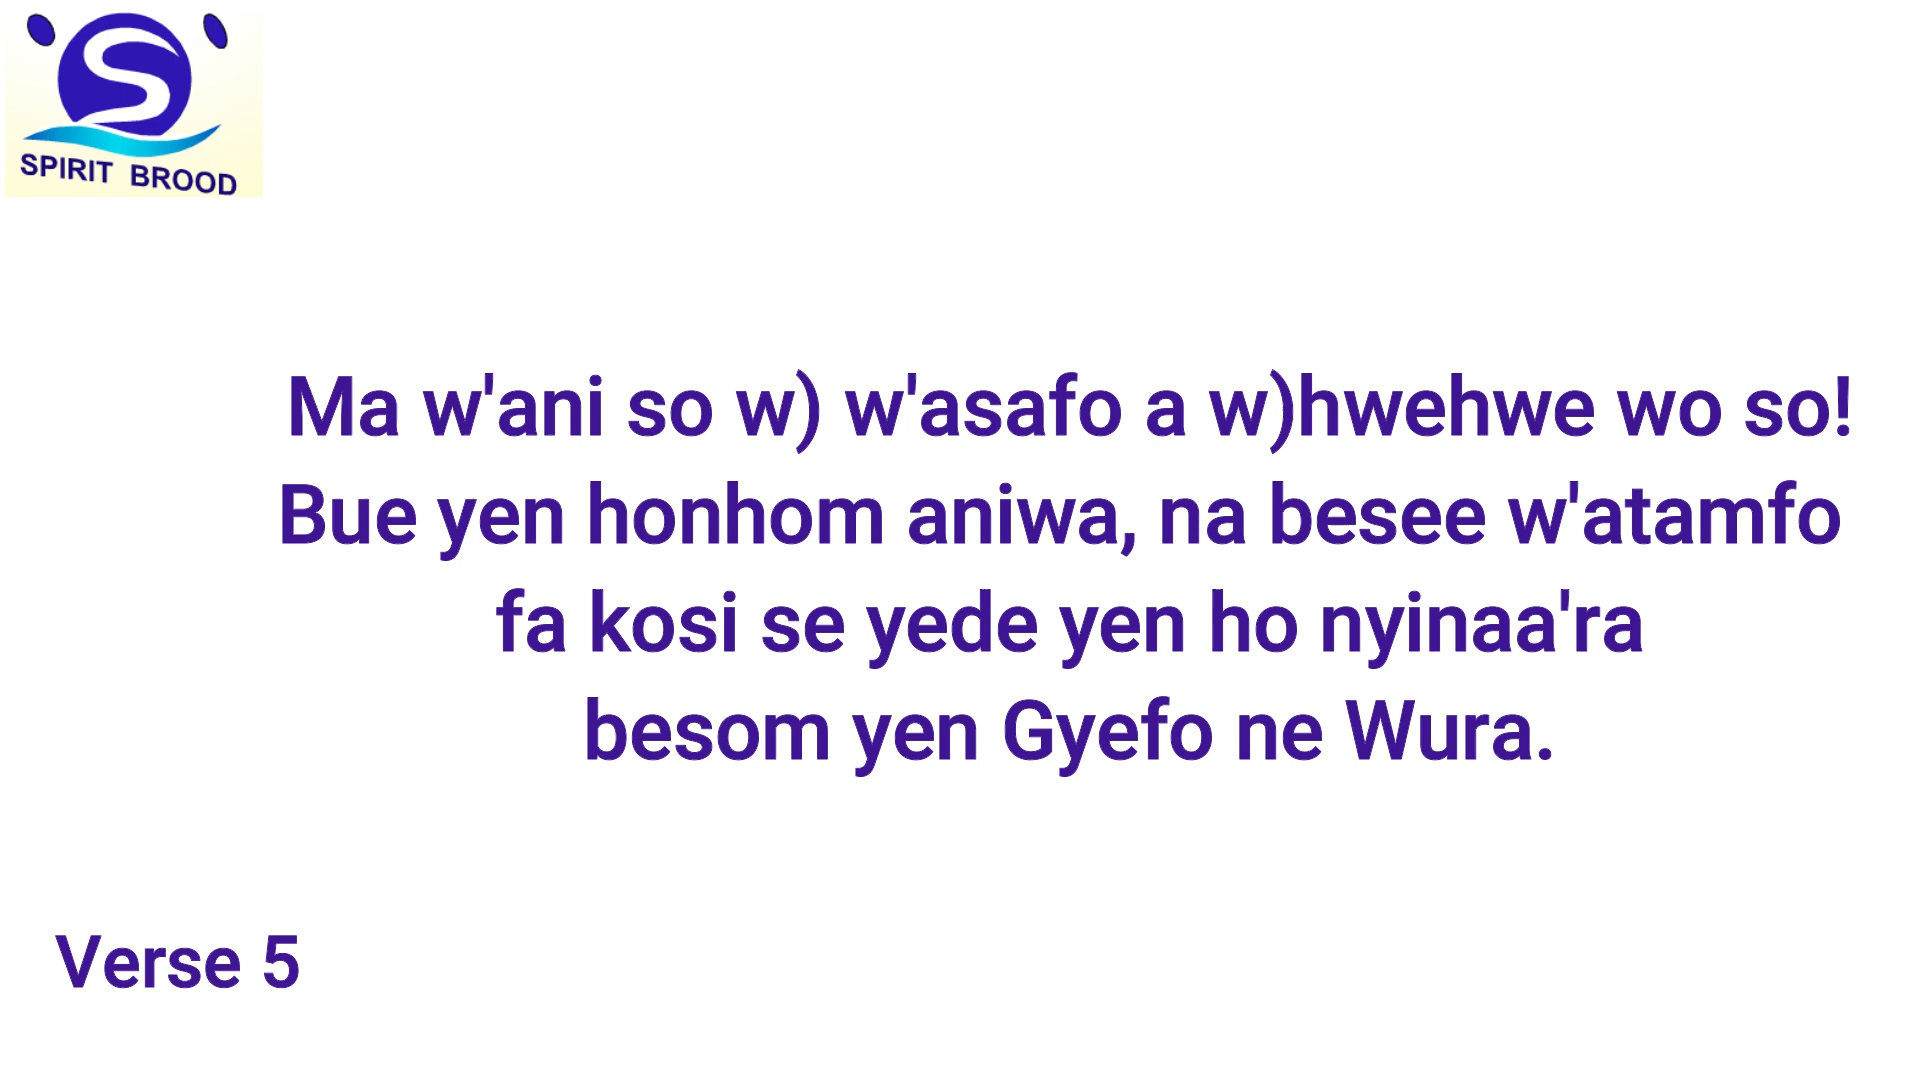 SPIRIT BROOD
Ma w'ani so w) w'asafo a w)hwehwe wo so!
Bue yen honhom aniwa, na besee w'atamfo
fa kosi se yede yen ho nyinaa'ra
besom yen Gyefo ne Wura.
Verse 5